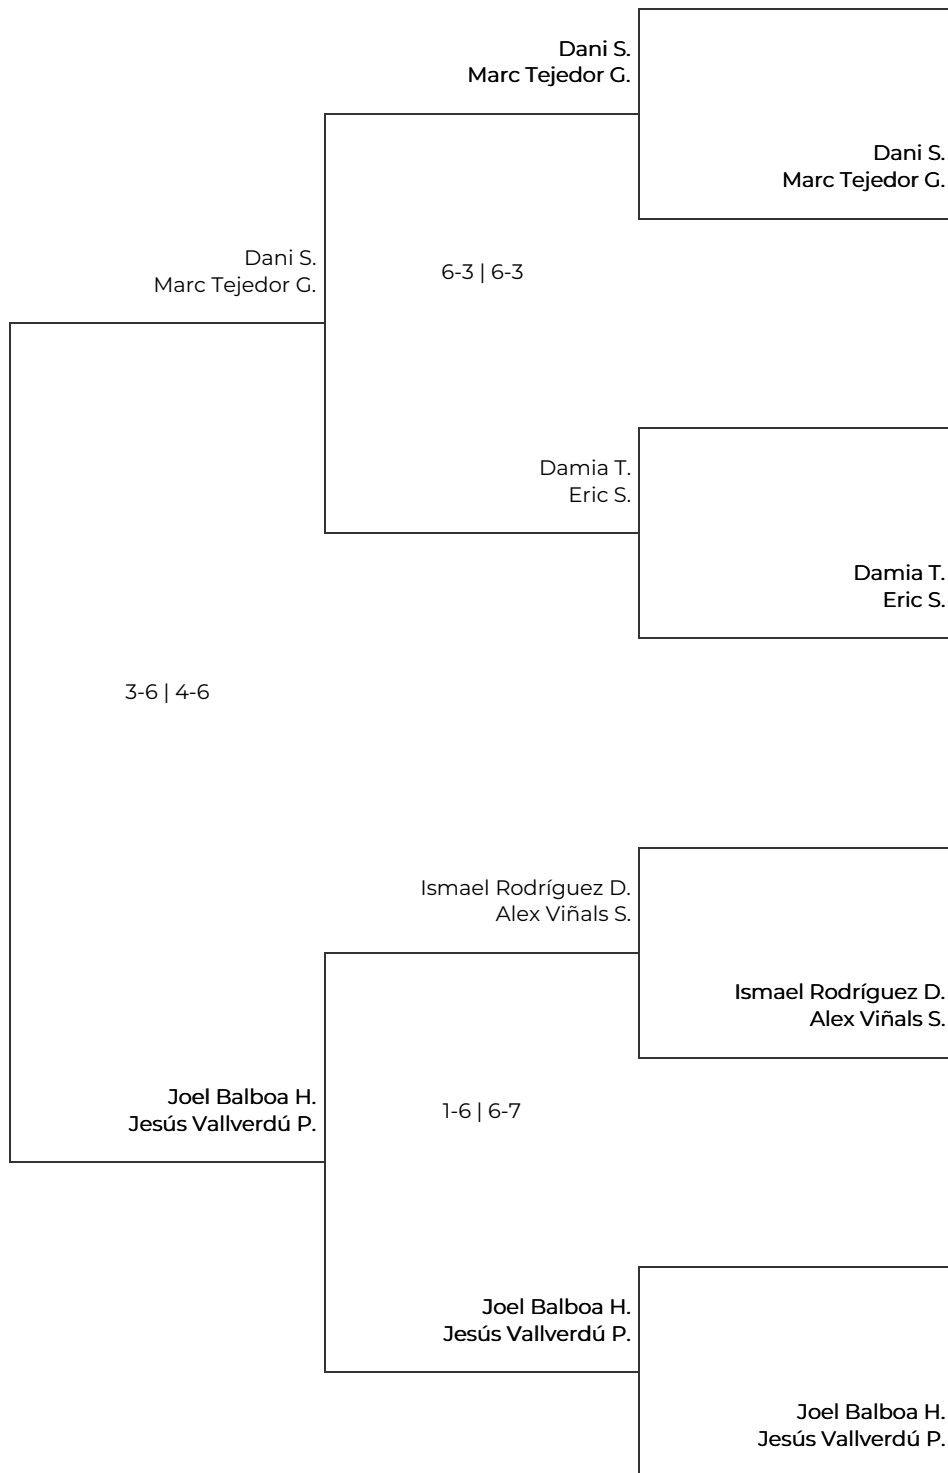 Dani S.
Marc Tejedor G.
Dani S.
Marc Tejedor G.
Dani S.
Marc Tejedor G.
6-3 | 6-3
Damia T.
Eric S.
Damia T.
Eric S.
3-6 | 4-6
Ismael Rodríguez D.
Alex Viñals S.
Ismael Rodríguez D.
Alex Viñals S.
Joel Balboa H.
Jesús Vallverdú P.
1-6 | 6-7
Joel Balboa H.
Jesús Vallverdú P.
Joel Balboa H.
Jesús Vallverdú P.